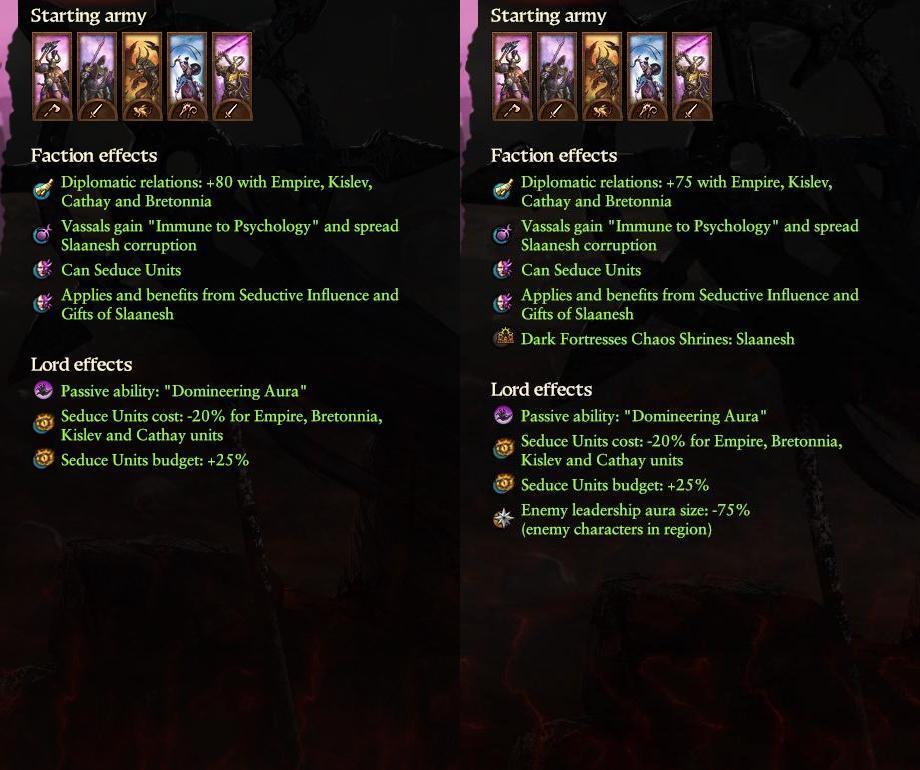 Starting army
Faction effects
Diplomatic relations: +80 with Empire, Kislev,
Cathay and Bretonnia
Vassals gain "Immune to Psychology" and spread
Slaanesh corruption
Can Seduce Units
Applies and benefits from Seductive Influence and
Gifts of Slaanesh
Lord effects
Passive ability: "Domineering Aura"
Seduce Units cost: -20% for Empire, Bretonnia,
Kislev and Cathay units
Seduce Units budget: +25%
Starting army
Faction effects
Diplomatic relations: +75 with Empire, Kislev,
Cathay and Bretonnia
Vassals gain "Immune to Psychology" and spread
Slaanesh corruption
Can Seduce Units
Applies and benefits from Seductive Influence and
Gifts of Slaanesh
Dark Fortresses Chaos Shrines: Slaanesh
Lord effects
Passive ability: "Domineering Aura"
Seduce Units cost: -20% for Empire, Bretonnia,
Kislev and Cathay units
Seduce Units budget: +25%
Enemy leadership aura size: -75%
(enemy characters in region)